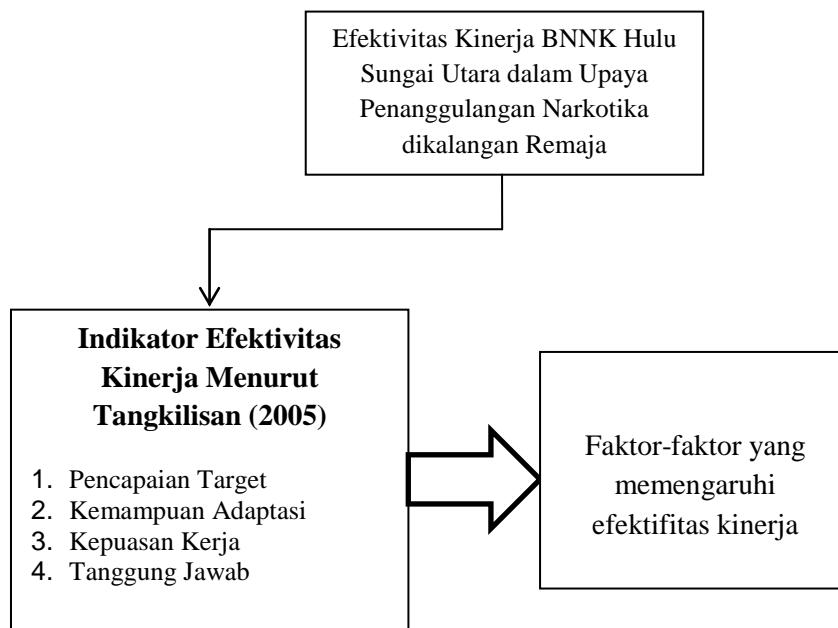 Efektivitas Kinerja BNNK Hulu
Sungai Utara dalam Upaya
Penanggulangan Narkotika
dikalangan Remaja
Indikator Efektivitas
Kinerja Menurut
Tangkilisan (2005)
1. Pencapaian Target
2. Kemampuan Adaptasi
3. Kepuasan Kerja
4. Tanggung Jawab
Faktor-faktor yang
memengaruhi
efektifitas kinerja